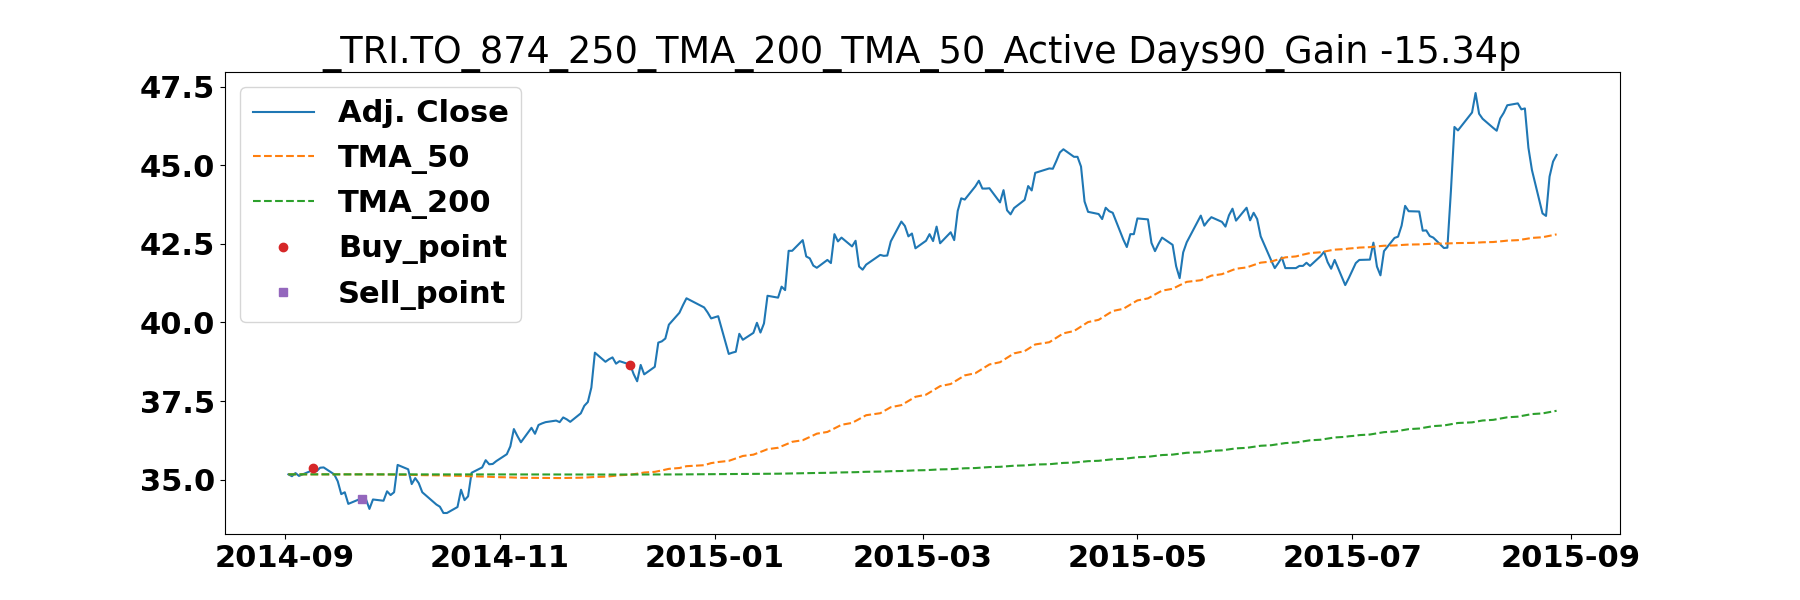 _TRI.TO_874_250_TMA_200_TMA_50_Active Days90_Gain -15.34p
47.5
45.0
42.5
40.0
37.5
35.0
Adj. Close
TMA_50
TMA_200
Buy_point
Sell_point
2014-09 2014-11 2015-01 2015-03 2015-05 2015-07 2015-09